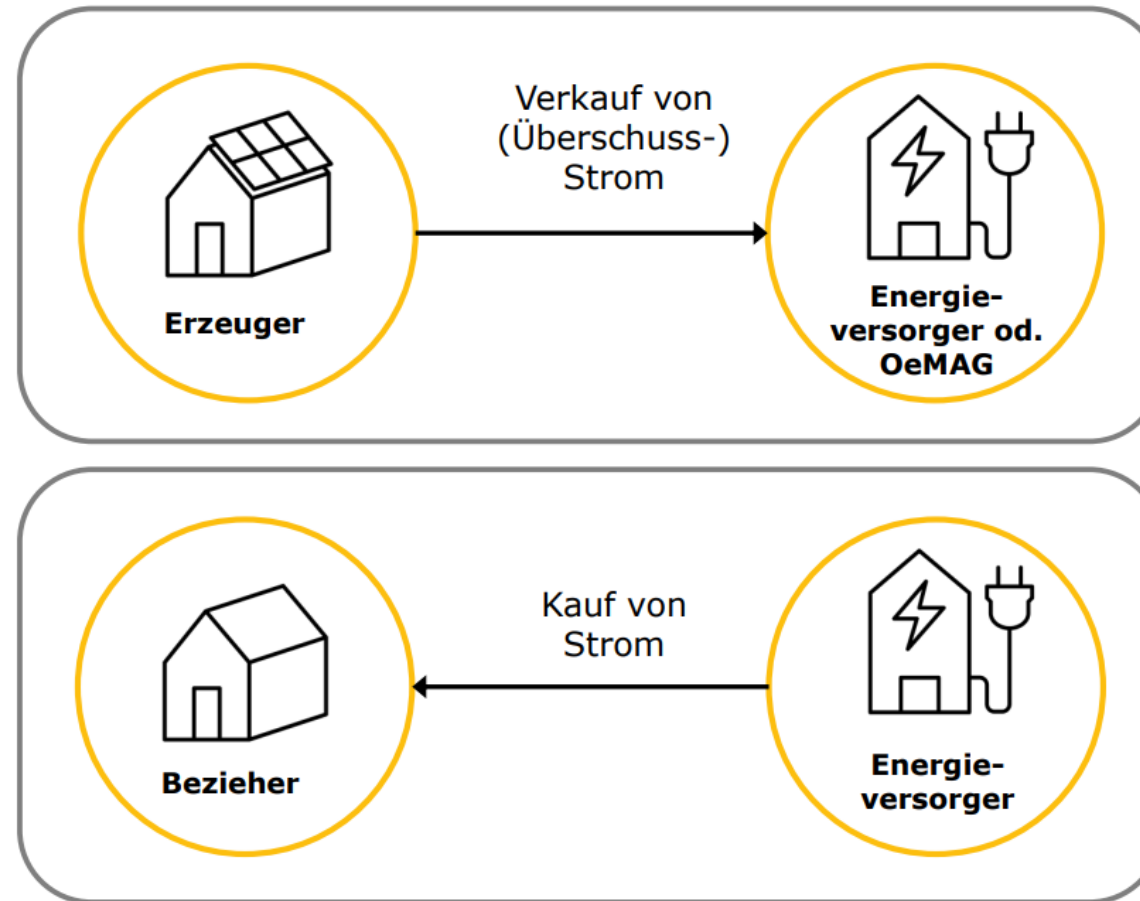 Verkauf von
(Überschuss-)
Strom
Erzeuger
Energie-
versorger od.
OeMAG
Kauf von
Strom
Bezieher
Energie-
versorger